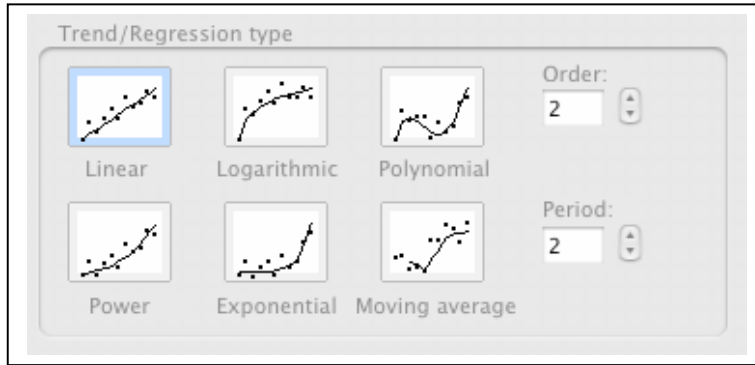 Trend/Regression type
Order:
2
Linear
Logarithmic
Polynomial
Period:
2
Power
Exponential
Moving average